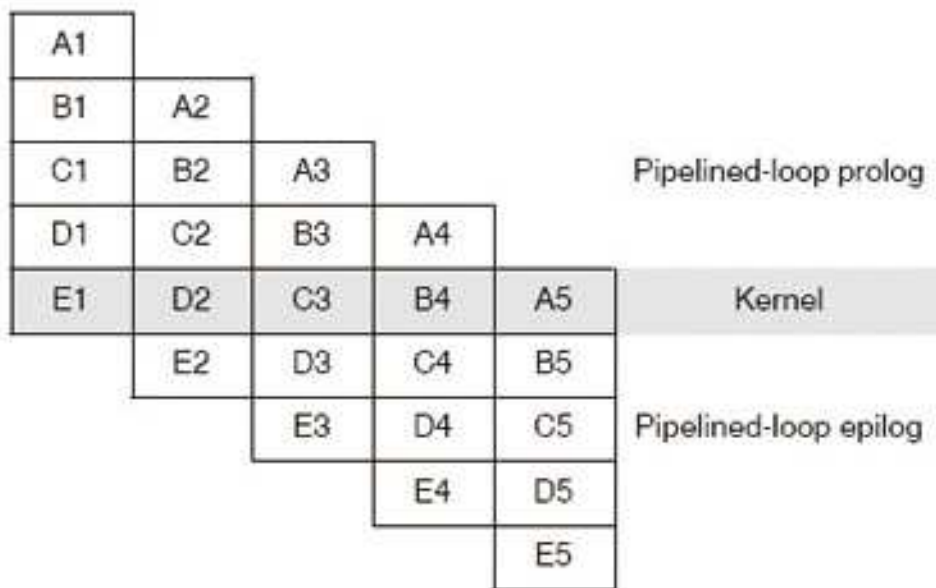 A1
B1 A2
C1 B2 A3 Pipelined-loop prolog
D1 C2 B3 A4
E1 D2 C3 B4 A5 Kernel
E2 D3 C4 B5
E3 D4 C5 Pipelined-loop epilog
E4 D5
E5